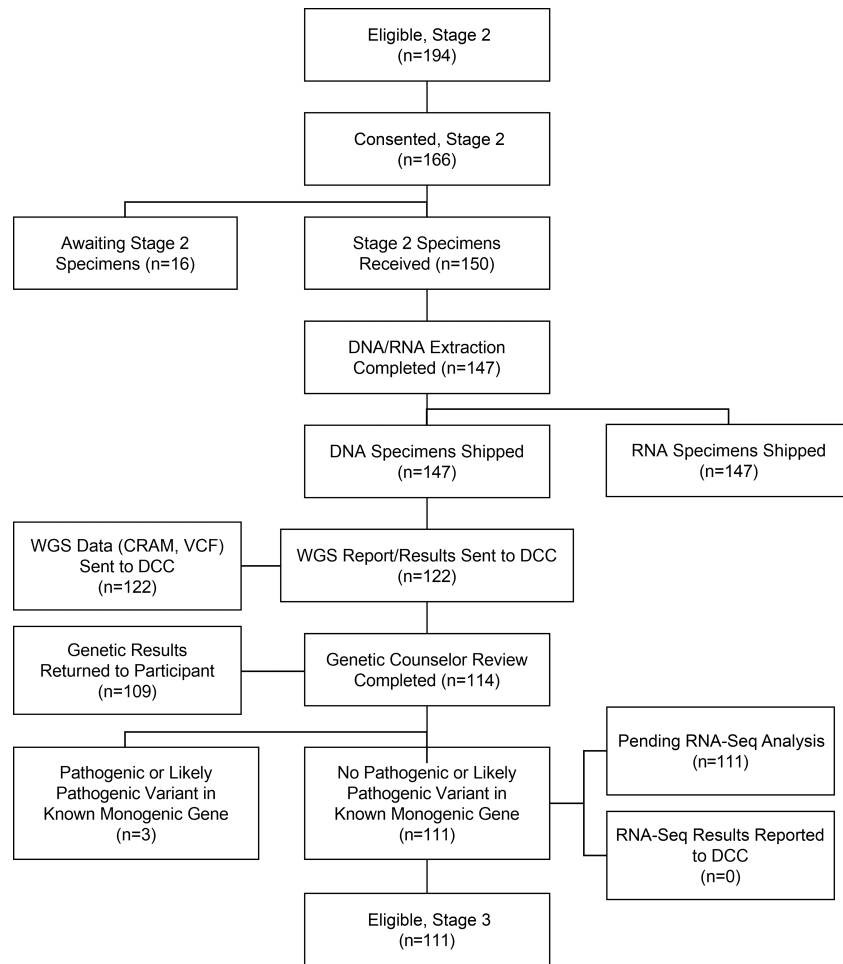 Eligible, Stage 2
(n=194)
Consented, Stage 2
(n=166)
Awaiting Stage 2
Specimens (n=16)
Stage 2 Specimens
Received (n=150)
DNA/RNA Extraction
Completed (n=147)
DNA Specimens Shipped
(n=147)
RNA Specimens Shipped
(n=147)
WGS Data (CRAM, VCF)
Sent to DCC
(n=122)
WGS Report/Results Sent to DCC
(n=122)
Genetic Results
Returned to Participant
(n=109)
Genetic Counselor Review
Completed (n=114)
Pathogenic or Likely
Pathogenic Variant in
Known Monogenic Gene
(n=3)
No Pathogenic or Likely
Pathogenic Variant in
Known Monogenic Gene
(n=111)
Pending RNA-Seq Analysis
(n=111)
RNA-Seq Results Reported
to DCC
(n=0)
Eligible, Stage 3
(n=111)